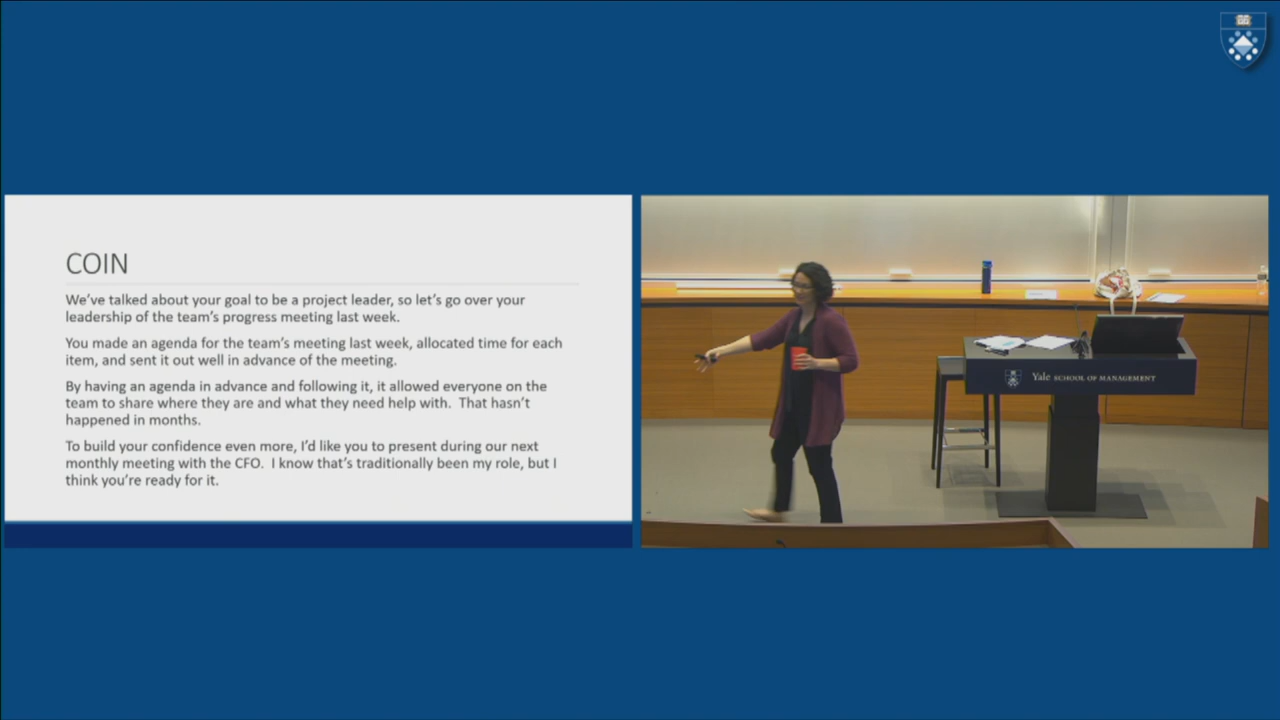 COIN
We've talked about your goal to be a project leader, so let's go over your
leadership of the team's progress meeting last week.
You made an agenda for the team's meeting last week, allocated time for each
item, and sent it out well in advance of the meeting.
By having an agenda in advance and following it, it allowed everyone on the
team to share where they are and what they need help with.  That hasn't
happened in months.
To build your confidence even more, I'd like you to present during our next
monthly meeting with the CFO.  I know that's traditionally been my role, but I
think you're ready for it.
Yale SCHOOL OF MANAGEMENT